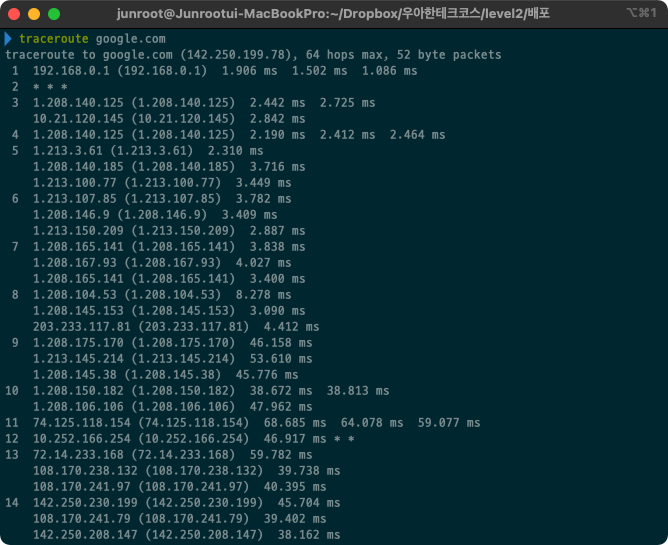 junroot@Junrootui-MacBookPro:~/Dropbox/우아한테크코스/level2/배포
⌥⌘1
traceroute google.com
traceroute to google.com (142.250.199.78), 64 hops max, 52 byte packets
1 192.168.0.1 (192.168.0.1) 1.906 ms 1.502 ms 1.086 ms
2 * * *
3 1.208.140.125 (1.208.140.125) 2.442 ms 2.725 ms
10.21.120.145 (10.21.120.145) 2.842 ms
4 1.208.140.125 (1.208.140.125) 2.190 ms 2.412 ms 2.464 ms
5 1.213.3.61 (1.213.3.61) 2.310 ms
1.208.140.185 (1.208.140.185) 3.716 ms
1.213.100.77 (1.213.100.77) 3.449 ms
6 1.213.107.85 (1.213.107.85) 3.782 ms
1.208.146.9 (1.208.146.9) 3.409 ms
1.213.150.209 (1.213.150.209) 2.887 ms
7 1.208.165.141 (1.208.165.141) 3.838 ms
1.208.167.93 (1.208.167.93) 4.027 ms
1.208.165.141 (1.208.165.141) 3.400 ms
8 1.208.104.53 (1.208.104.53) 8.278 ms
1.208.145.153 (1.208.145.153) 3.090 ms
203.233.117.81 (203.233.117.81) 4.412 ms
9 1.208.175.170 (1.208.175.170) 46.158 ms
1.213.145.214 (1.213.145.214) 53.610 ms
1.208.145.38 (1.208.145.38) 45.776 ms
10 1.208.150.182 (1.208.150.182) 38.672 ms 38.813 ms
1.208.106.106 (1.208.106.106) 47.962 ms
11 74.125.118.154 (74.125.118.154) 68.685 ms 64.078 ms 59.077 ms
12 10.252.166.254 (10.252.166.254) 46.917 ms * *
13 72.14.233.168 (72.14.233.168) 59.782 ms
108.170.238.132 (108.170.238.132) 39.738 ms
108.170.241.97 (108.170.241.97) 40.395 ms
14 142.250.230.199 (142.250.230.199) 45.704 ms
108.170.241.79 (108.170.241.79) 39.402 ms
142.250.208.147 (142.250.208.147) 38.162 ms